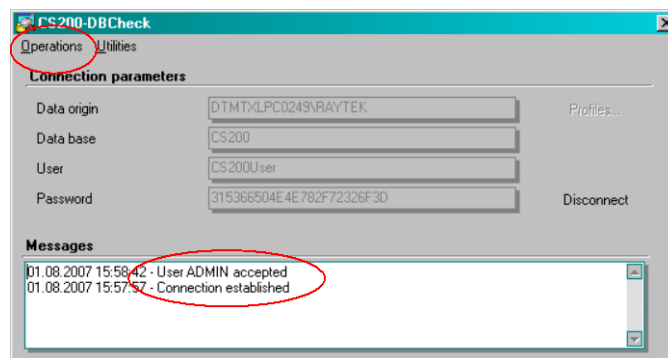 CS200-DBCheck
Operations Utilities
Connection parameters
Data origin DTMTXLPC0249\RAYTEK Profiles...
Data base CS200
User CS200User
Password 315366504E4E782F72326F3D Disconnect
Messages
01.08.2007 15:58:42 - User ADMIN accepted
01.08.2007 15:57:57 - Connection established